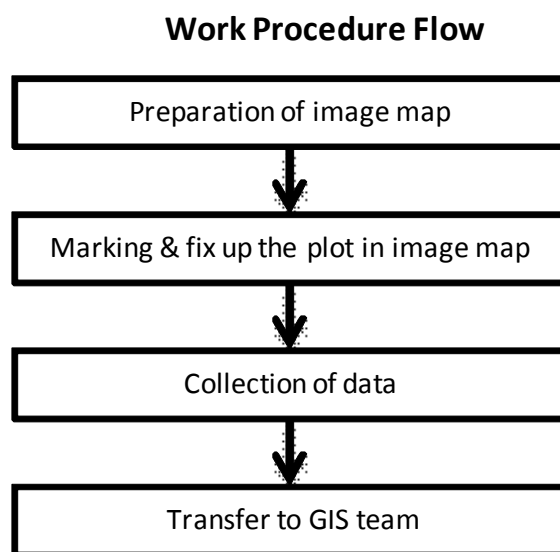 Work Procedure Flow
Preparation of image map
Marking & fix up the plot in image map
Collection of data
Transfer to GIS team